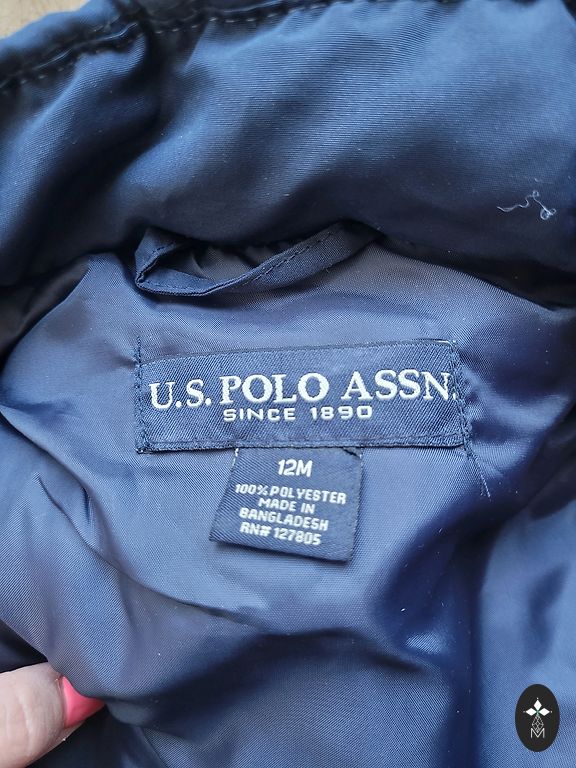 U.S. POLO ASSN.
SINCE 1890
12M
100% POLYESTER
MADE IN
BANGLADESH
RN# 127805
M